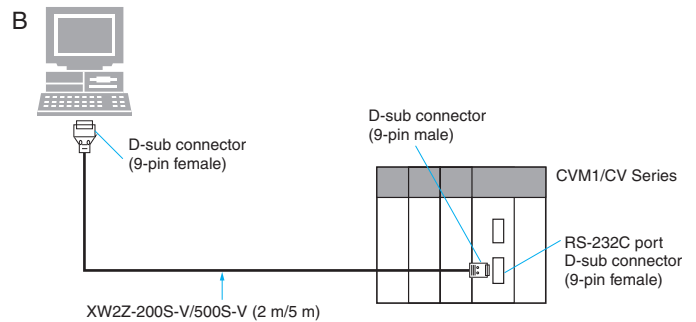 B
D-sub connector
(9-pin female)
D-sub connector
(9-pin male)
CVM1/CV Series
RS-232C port
D-sub connector
(9-pin female)
XW2Z-200S-V/500S-V (2 m/5 m)